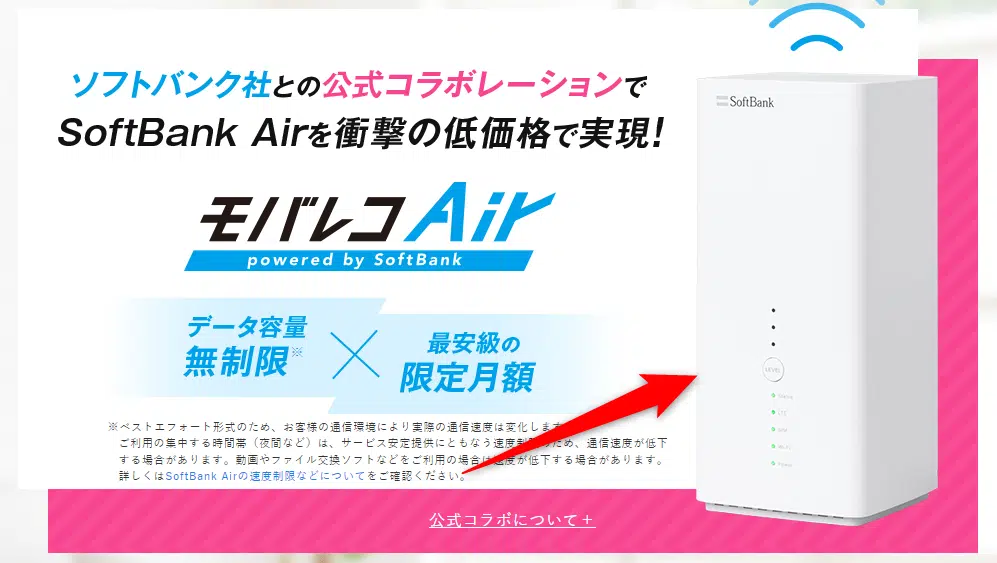 ソフトバンク社との公式コラボレーションで
SoftBank Airを衝撃の低価格で実現!
SoftBank
モバレコAir
powered by SoftBank
データ容量
無制限※
最安級の
限定月額
LEVEL
※ベストエフォート形式のため、お客様の通信環境により実際の通信速度は変化します
ご利用の集中する時間帯（夜間など）は、サービス安定提供にともなう速度制 のため、通信速度が低下
する場合があります。動画やファイル交換ソフトなどをご利用の場合 速度が低下する場合があります。
詳しくはSoftBank Airの速度制限などについてをご確認ください。
公式コラボについて＋